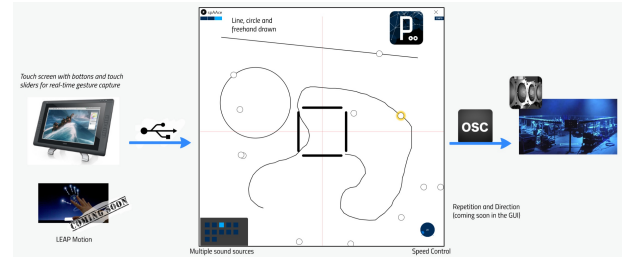 Line, circle and
freehand drawn
P
Touch screen with bottons and touch
sliders for real-time gesture capture
OSC
COMING SOON
LEAP Motion
Repetition and Direction
(coming soon in the GUI)
Multiple sound sources
Speed Control